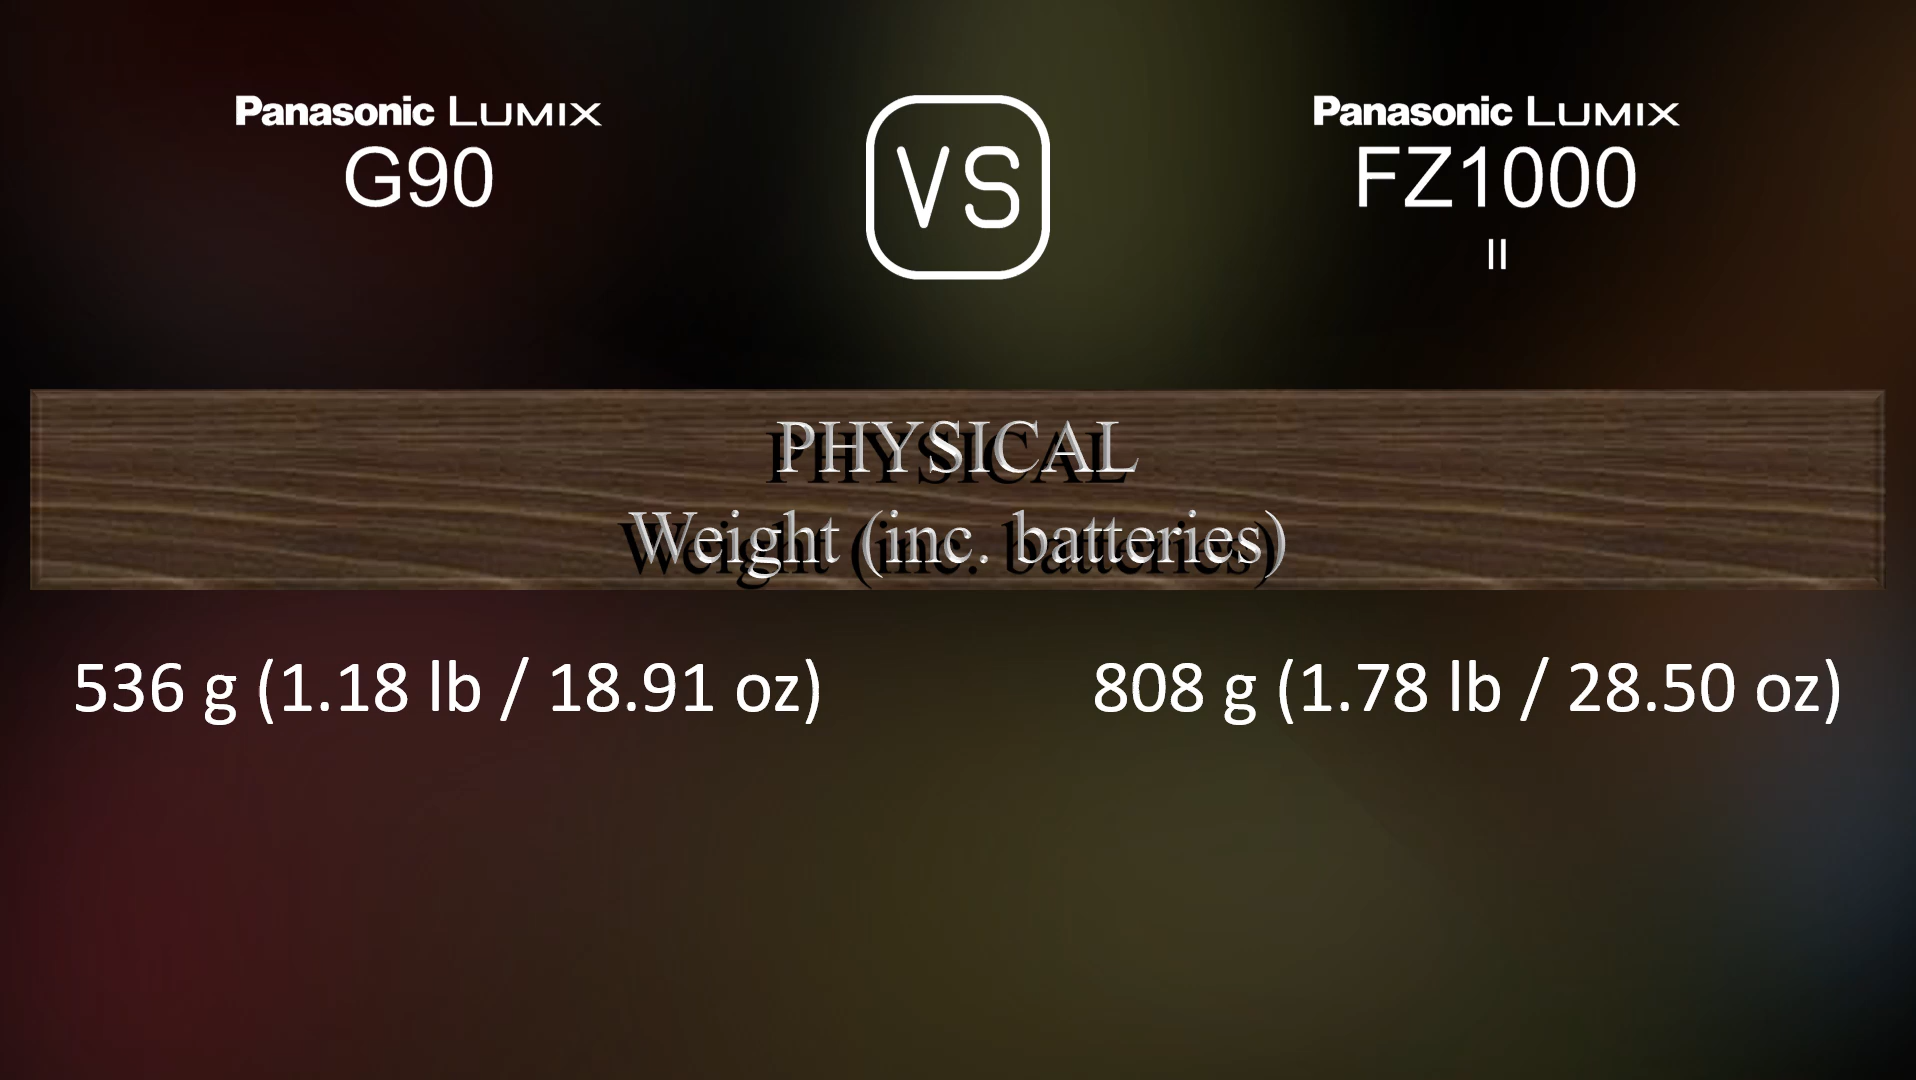 Panasonic LUMIX
G90
VS
Panasonic LUMIX
FZ1000
II
PHYSICAL
Weight (inc. batteries)
536 g (1.18 lb / 18.91 oz)
808 g (1.78 lb / 28.50 oz)